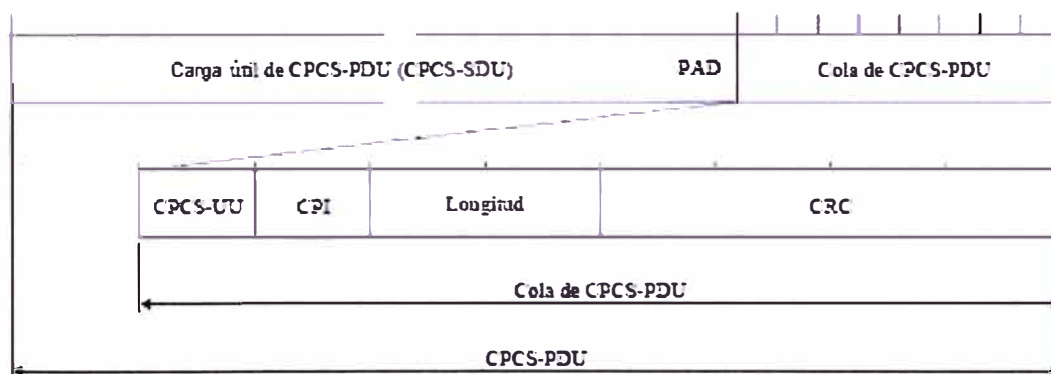 Carga útil de CPCS-PDU (CPCS-SDU) PAD Cola de CPCS-PDU
CPCS-UU CPI Longitud CRC
Cola de CPCS-PDU
CPCS-PDU